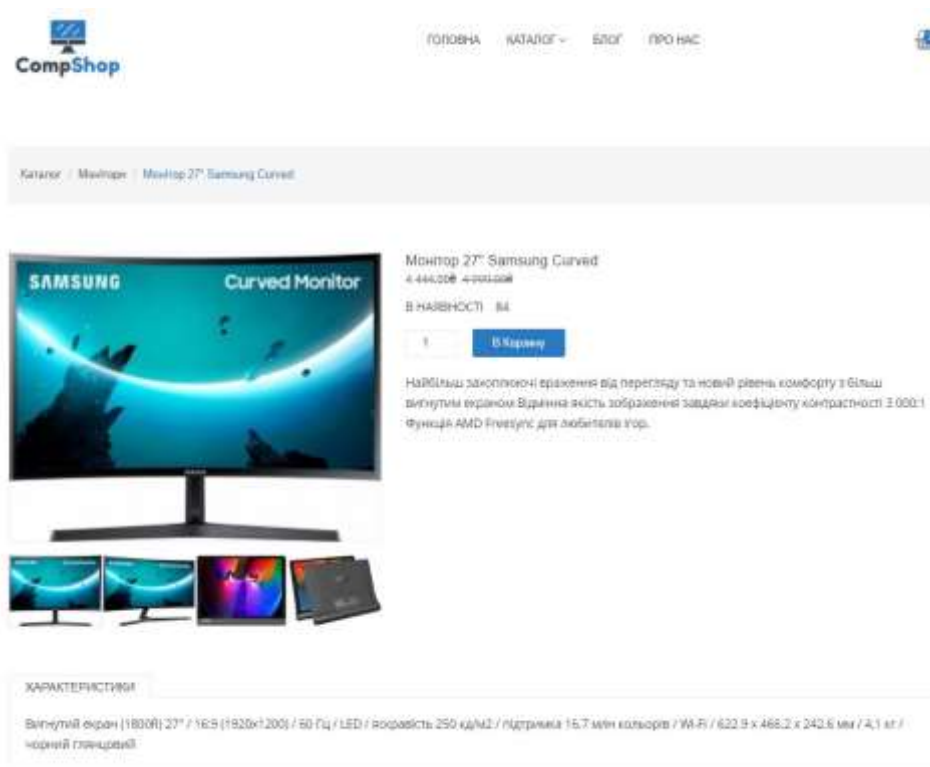 CompShop
ГОЛОВНА КАТАЛОГ БЛОГ ПРО НАС
Каталог / Монітори / Монітор 27" Samsung Curved
SAMSUNG Curved Monitor
Монітор 27" Samsung Curved
4 444.00₴
В НАЯВНОСТІ 84
1 В Корзину
Найбільш захоплюючі враження від перегляду та новий рівень комфорту з більш
вигнутим екраном Відмінна якість зображення завдяки коефіцієнту контрастності 3 000:1
Функція AMD Freesync для любителів ігор.
ХАРАКТЕРИСТИКИ
Вигнутий екран (1800R) 27" / 16:9 (1920x1200) / 60 Гц / LED / яскравість 250 кд/м2 / підтримка 16.7 млн кольорів / Wi-Fi / 622.9 x 466.2 x 242.6 мм / 4,1 кг /
чорний глянцовий